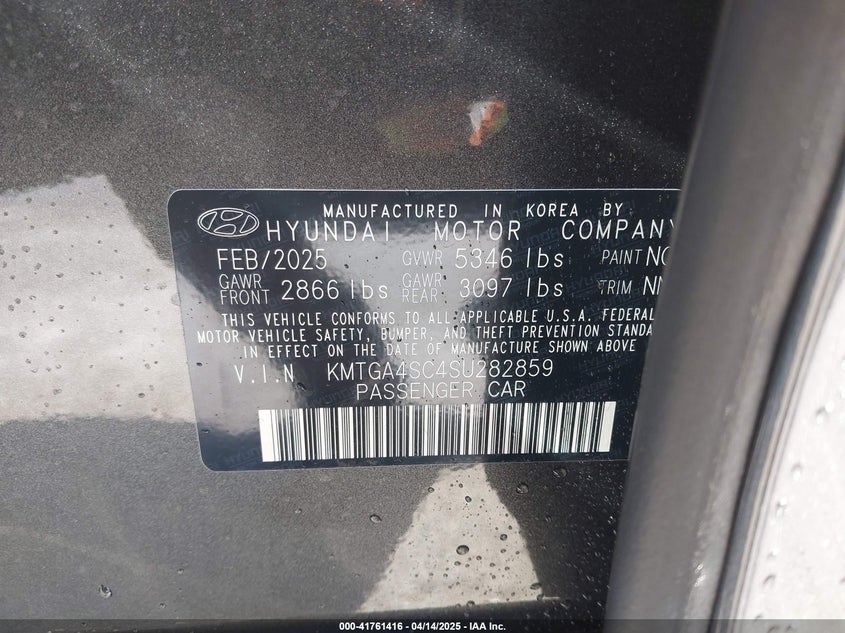 MANUFACTURED IN KOREA BY
HYUNDAI MOTOR COMPANY
FEB/2025 GVWR 5346 lbs PAINT
GAWR FRONT 2866 lbs GAWR REAR 3097 lbs TRIM
THIS VEHICLE CONFORMS TO ALL APPLICABLE U.S.A. FEDERAL
MOTOR VEHICLE SAFETY, BUMPER, AND THEFT PREVENTION STANDA
IN EFFECT ON THE DATE OF MANUFACTURE SHOWN ABOVE
V.I.N KMTGA4SC4SU282859
PASSENGER CAR
000-41761416 - 04/14/2025 - IAA Inc.